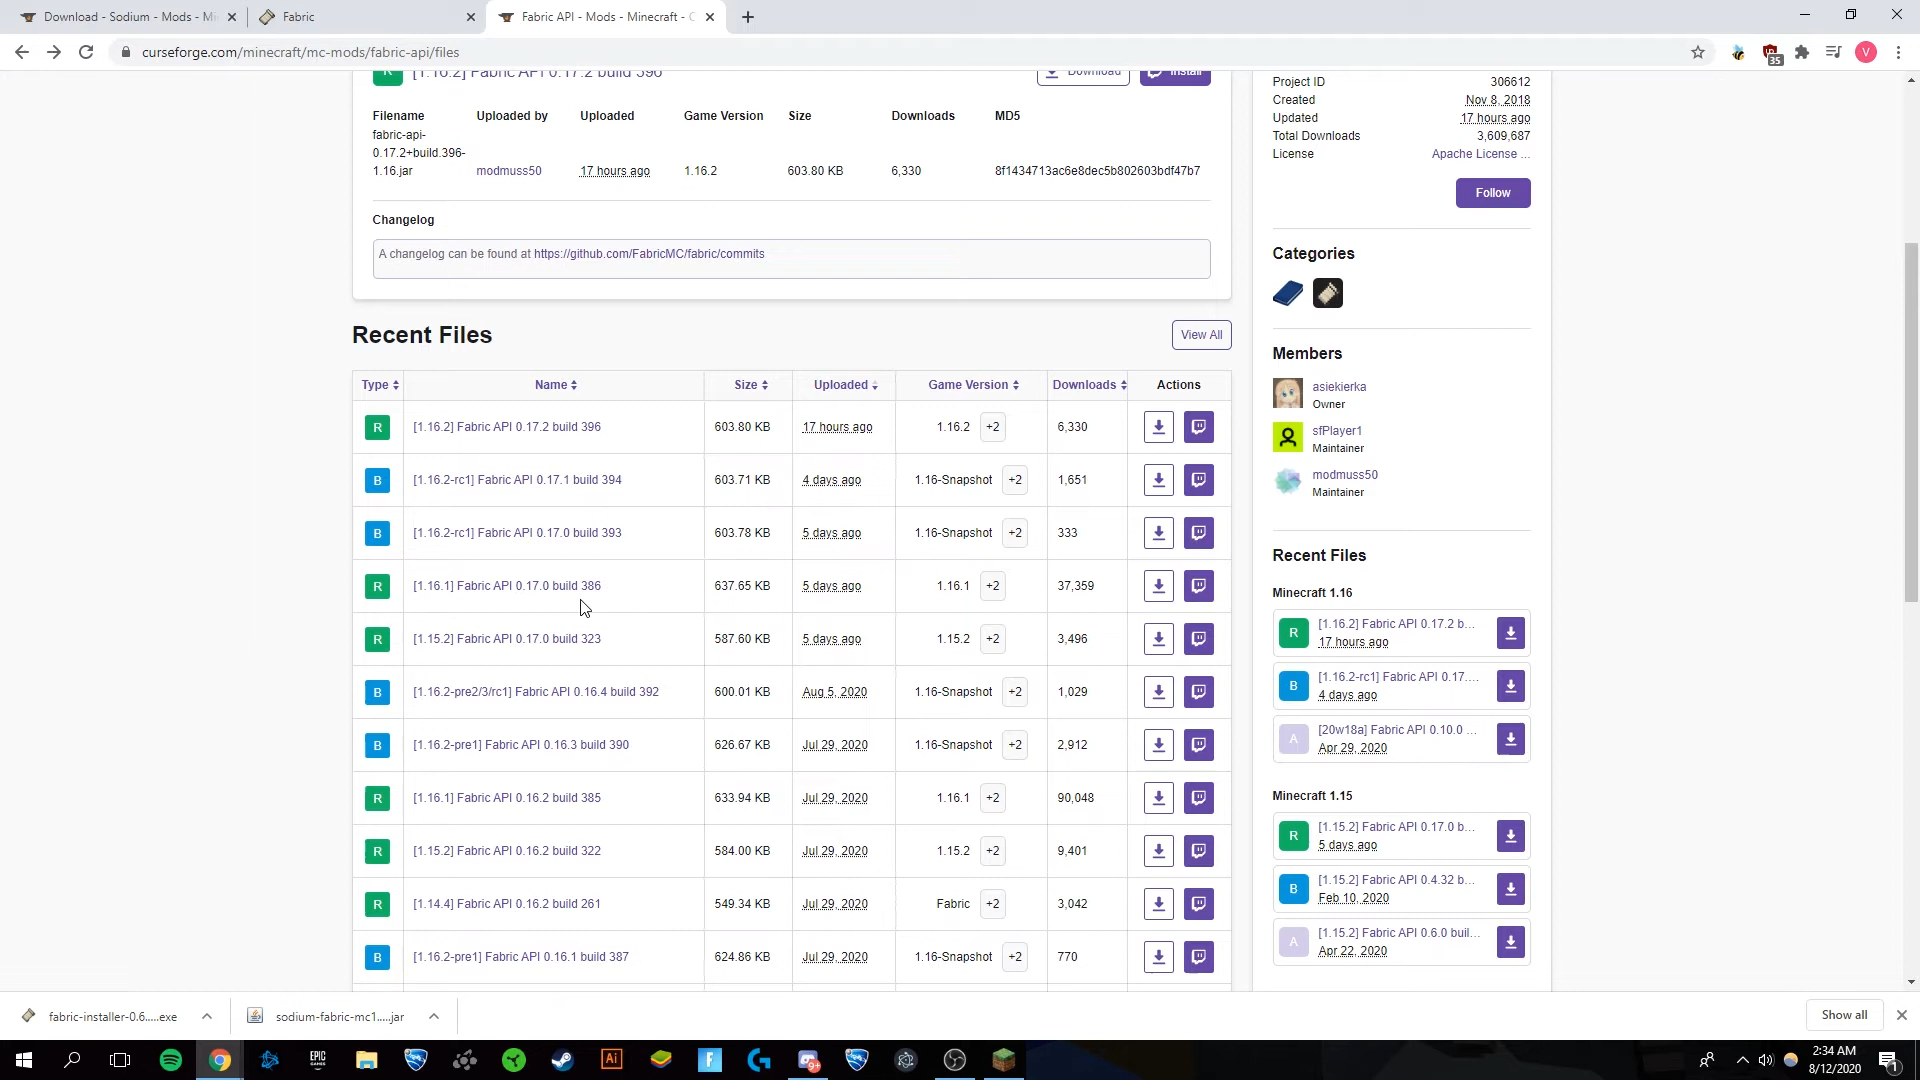 Download - Sodium - Mods - Mi
Fabric
Fabric API - Mods - Minecraft - C
curseforge.com/minecraft/mc-mods/fabric-api/files
35
V
R
[1.16.2] Fabric API 0.17.2 build 396
Download
Install
Filename
Uploaded by
Uploaded
Game Version
Size
Downloads
MD5
fabric-api-
0.17.2+build.396-
1.16.jar
modmuss50
17 hours ago
1.16.2
603.80 KB
6,330
8f1434713ac6e8dec5b802603bdf47b7
Changelog
A changelog can be found at https://github.com/FabricMC/fabric/commits
Recent Files
View All
Type
Name
Size
Uploaded
Game Version
Downloads
Actions
R [1.16.2] Fabric API 0.17.2 build 396 603.80 KB 17 hours ago 1.16.2 +2 6,330
B [1.16.2-rc1] Fabric API 0.17.1 build 394 603.71 KB 4 days ago 1.16-Snapshot +2 1,651
B [1.16.2-rc1] Fabric API 0.17.0 build 393 603.78 KB 5 days ago 1.16-Snapshot +2 333
R [1.16.1] Fabric API 0.17.0 build 386 637.65 KB 5 days ago 1.16.1 +2 37,359
R [1.15.2] Fabric API 0.17.0 build 323 587.60 KB 5 days ago 1.15.2 +2 3,496
B [1.16.2-pre2/3/rc1] Fabric API 0.16.4 build 392 600.01 KB Aug 5, 2020 1.16-Snapshot +2 1,029
B [1.16.2-pre1] Fabric API 0.16.3 build 390 626.67 KB Jul 29, 2020 1.16-Snapshot +2 2,912
R [1.16.1] Fabric API 0.16.2 build 385 633.94 KB Jul 29, 2020 1.16.1 +2 90,048
R [1.15.2] Fabric API 0.16.2 build 322 584.00 KB Jul 29, 2020 1.15.2 +2 9,401
R [1.14.4] Fabric API 0.16.2 build 261 549.34 KB Jul 29, 2020 Fabric +2 3,042
B [1.16.2-pre1] Fabric API 0.16.1 build 387 624.86 KB Jul 29, 2020 1.16-Snapshot +2 770
Project ID 306612
Created Nov 8, 2018
Updated 17 hours ago
Total Downloads 3,609,687
License Apache License ...
Follow
Categories
Members
asiekierka
Owner
sfPlayer1
Maintainer
modmuss50
Maintainer
Recent Files
Minecraft 1.16
R [1.16.2] Fabric API 0.17.2 b...
17 hours ago
B [1.16.2-rc1] Fabric API 0.17....
4 days ago
A [20w18a] Fabric API 0.10.0 ...
Apr 29, 2020
Minecraft 1.15
R [1.15.2] Fabric API 0.17.0 b...
5 days ago
B [1.15.2] Fabric API 0.4.32 b...
Feb 10, 2020
A [1.15.2] Fabric API 0.6.0 buil...
Apr 22, 2020
fabric-installer-0.6.....exe
sodium-fabric-mc1.....jar
Show all
EPIC
GAMES
Ai
F
G
9+
2:34 AM
8/12/2020
1